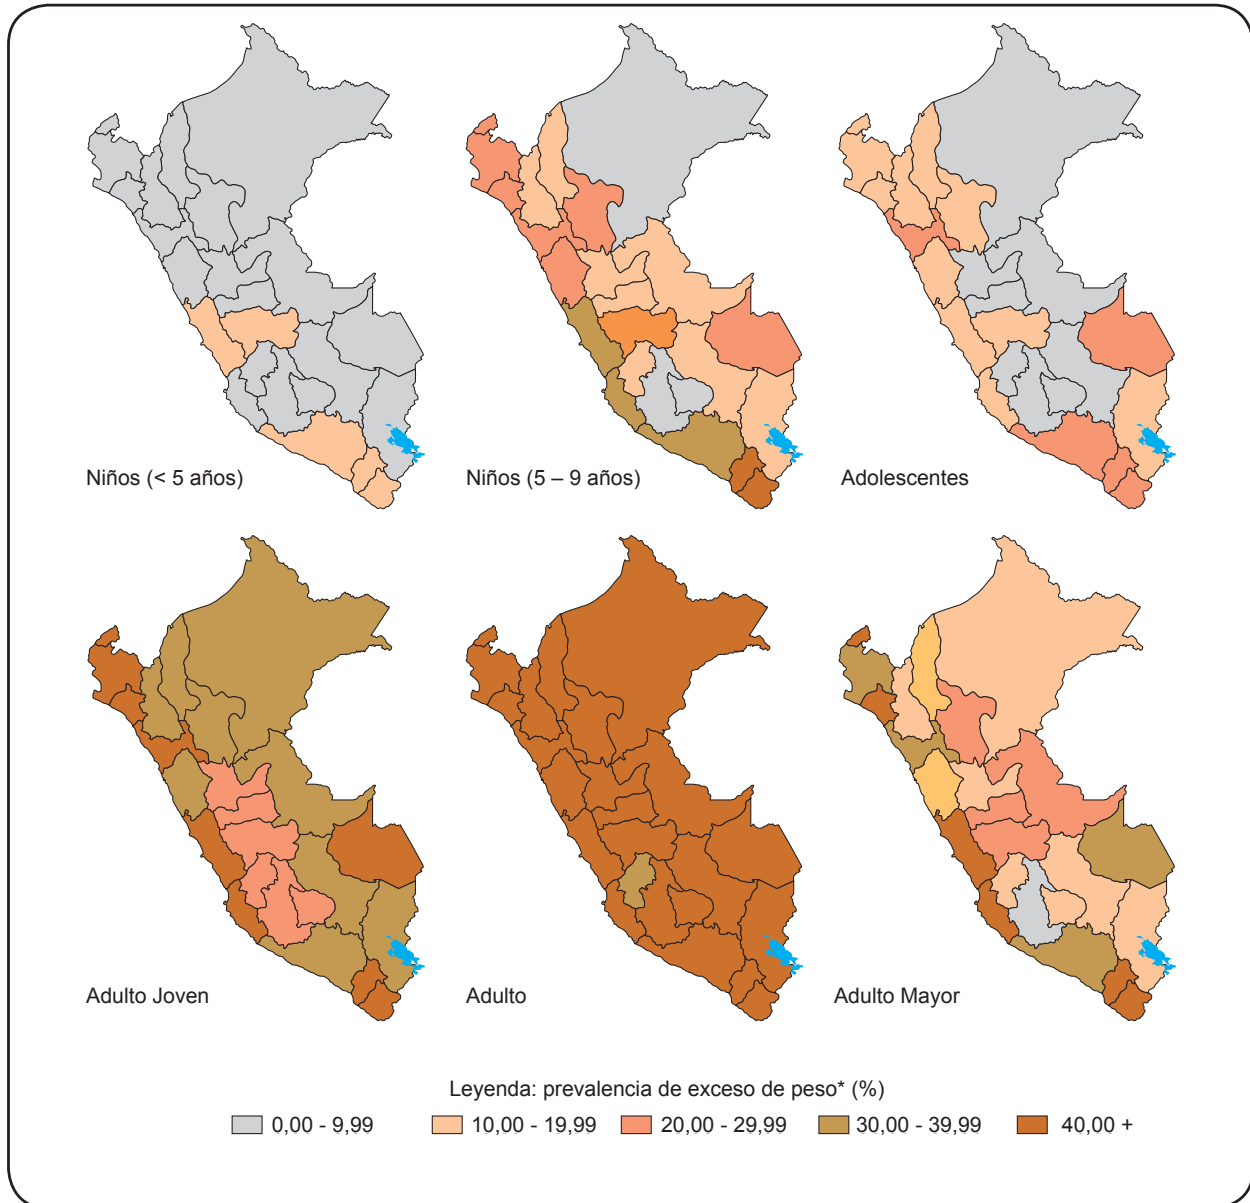 Niños (< 5 años)
Niños (5 – 9 años)
Adolescentes
Adulto Joven
Adulto
Adulto Mayor
Leyenda: prevalencia de exceso de peso* (%)
0,00 - 9,99
10,00 - 19,99
20,00 - 29,99
30,00 - 39,99
40,00 +